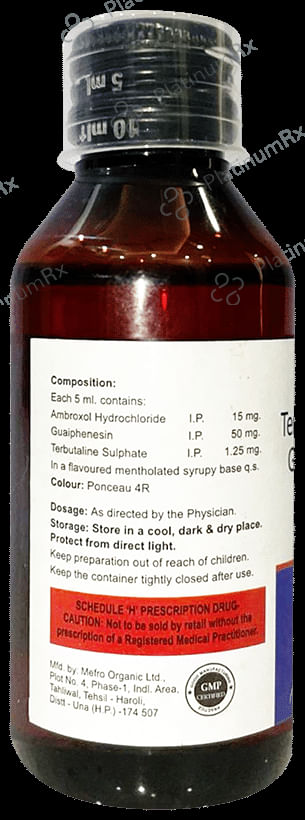 10 ml
5 ml
PlatinumRx
PlatinumRx
PlatinumRx
Composition:
Each 5 ml. contains:
Ambroxol Hydrochloride I.P. 15 mg.
Guaiphenesin I.P. 50 mg.
Terbutaline Sulphate I.P. 1.25 mg.
In a flavoured mentholated syrupy base q.s.
Colour: Ponceau 4R
Dosage: As directed by the Physician.
Storage: Store in a cool, dark & dry place.
Protect from direct light.
Keep preparation out of reach of children.
Keep the container tightly closed after use.
SCHEDULE 'H' PRESCRIPTION DRUG-
CAUTION: Not to be sold by retail without the
prescription of a Registered Medical Practitioner.
Mfd. by. Mefro Organic Ltd.,
Plot No. 4, Phase-1, Indl. Area,
Tahliwal, Tehsil - Haroli,
Distt - Una (H.P.) -174 507
GOOD MANUFACTURING PRACTICE
GMP
CERTIFIED